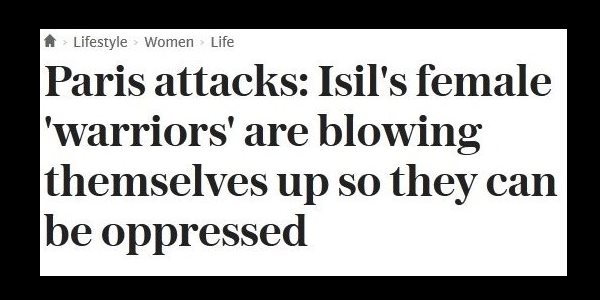 Lifestyle › Women › Life
Paris attacks: Isil's female
'warriors' are blowing
themselves up so they can
be oppressed